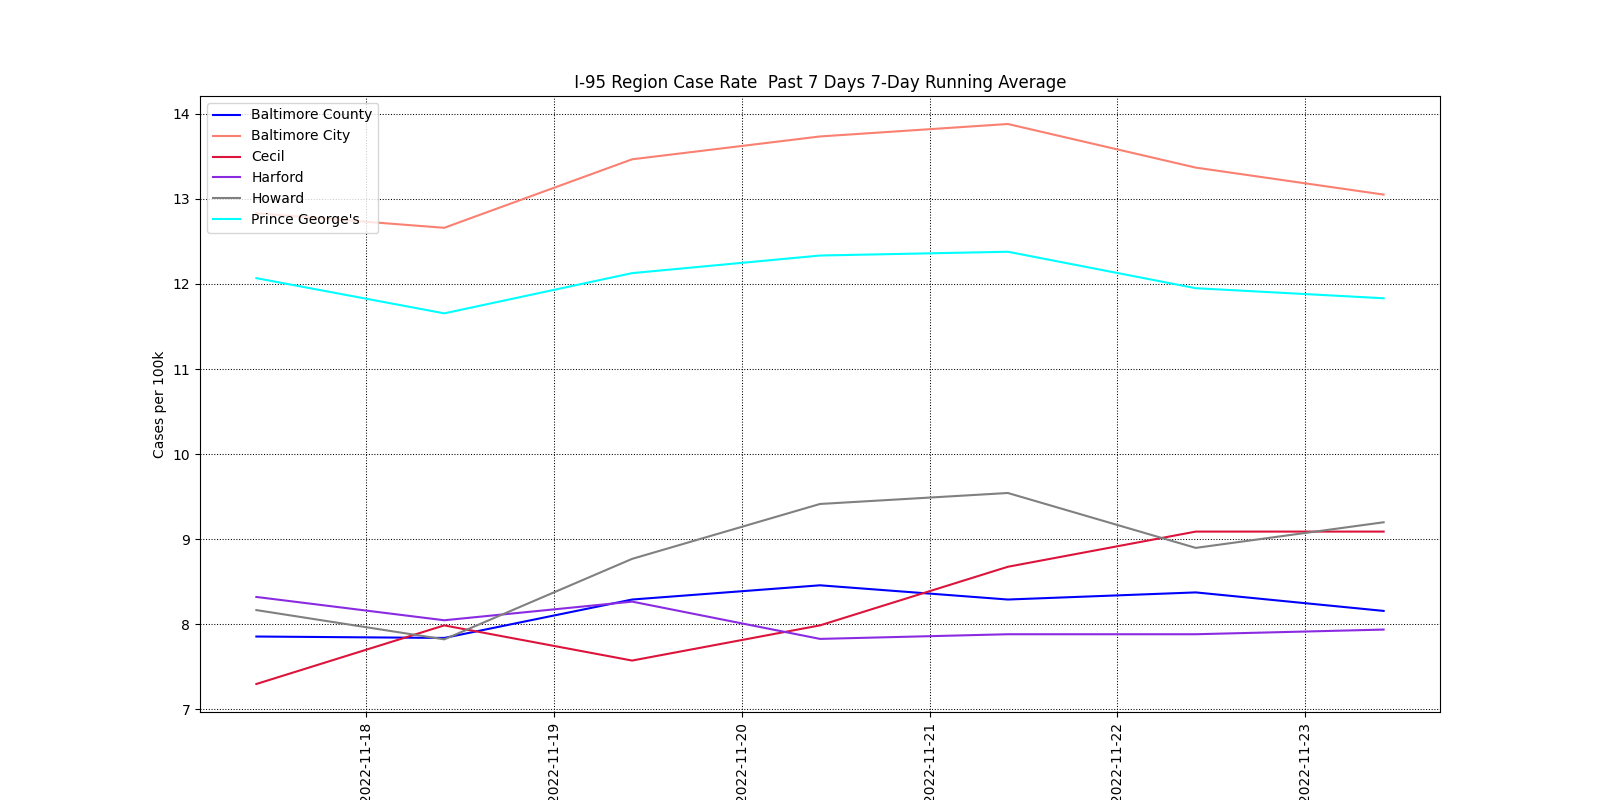 I-95 Region Case Rate  Past 7 Days 7-Day Running Average
Baltimore County
Baltimore City
Cecil
Harford
Howard
Prince George's
Cases per 100k
14
13
12
11
10
9
8
7
2022-11-18
2022-11-19
2022-11-20
2022-11-21
2022-11-22
2022-11-23